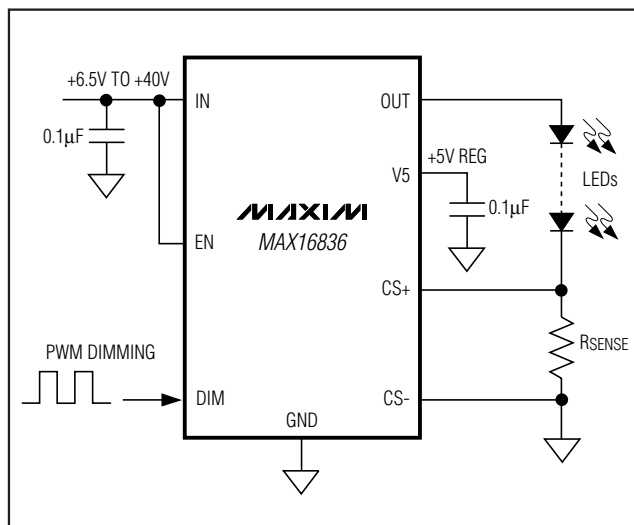 +6.5V TO +40V
IN
OUT
0.1µF
+5V REG
V5
LEDs
0.1µF
MAXIM
MAX16836
EN
CS+
RSENSE
PWM DIMMING
DIM
CS-
GND